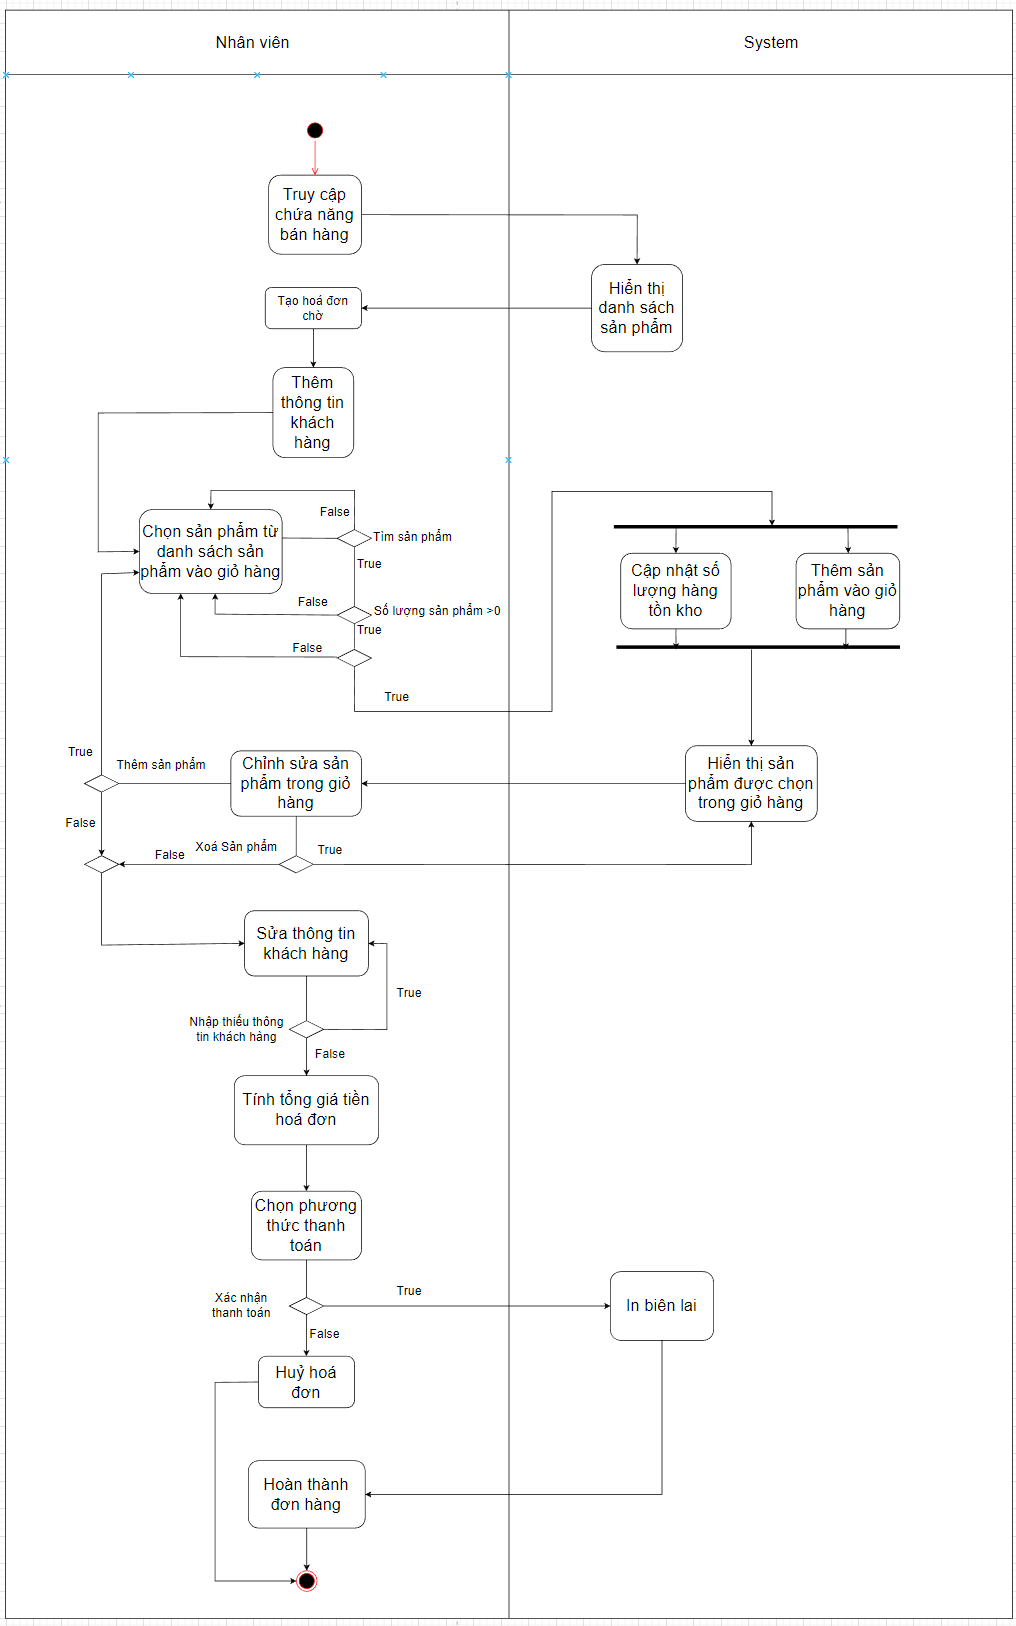 Nhân viên
System
Truy cập
chứa năng
bán hàng
Hiển thị
danh sách
sản phẩm
Tạo hoá đơn
chờ
Thêm
thông tin
khách
hàng
False
Chọn sản phẩm từ
danh sách sản
phẩm vào giỏ hàng
Tìm sản phẩm
True
Cập nhật số
lượng hàng
tồn kho
Thêm sản
phẩm vào giỏ
hàng
False
Số lượng sản phẩm >0
True
False
True
True
Thêm sản phẩm
Chỉnh sửa sản
phẩm trong giỏ
hàng
Hiển thị sản
phẩm được chọn
trong giỏ hàng
False
Xoá Sản phẩm
False
True
Sửa thông tin
khách hàng
True
Nhập thiếu thông
tin khách hàng
False
Tính tổng giá tiền
hoá đơn
Chọn phương
thức thanh
toán
Xác nhận
thanh toán
True
In biên lai
False
Huỷ hoá
đơn
Hoàn thành
đơn hàng